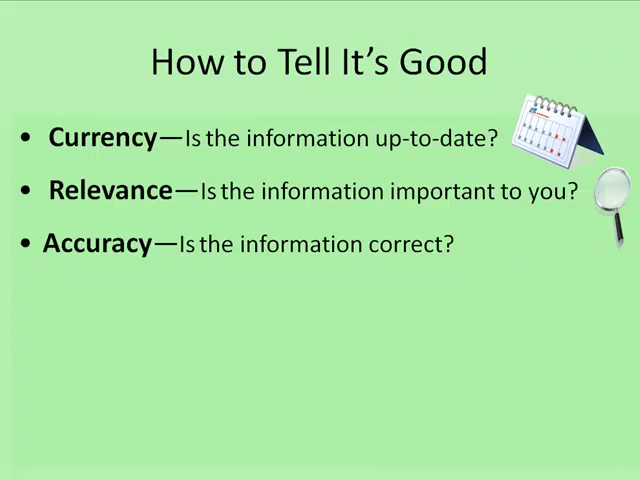 How to Tell It’s Good
• Currency—Is the information up-to-date?
• Relevance—Is the information important to you?
• Accuracy—Is the information correct?